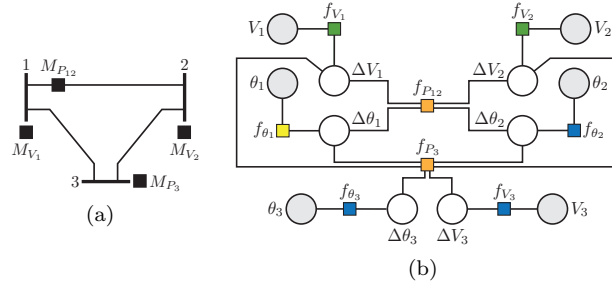 1
M_{P_{12}}
2
M_{V_1}
M_{V_2}
3
M_{P_3}
(a)
V_1
f_{V_1}
f_{V_2}
V_2
θ_1
ΔV_1
f_{P_{12}}
ΔV_2
θ_2
f_{θ_1}
Δθ_1
Δθ_2
f_{θ_2}
f_{P_3}
θ_3
f_{θ_3}
Δθ_3
ΔV_3
f_{V_3}
V_3
(b)